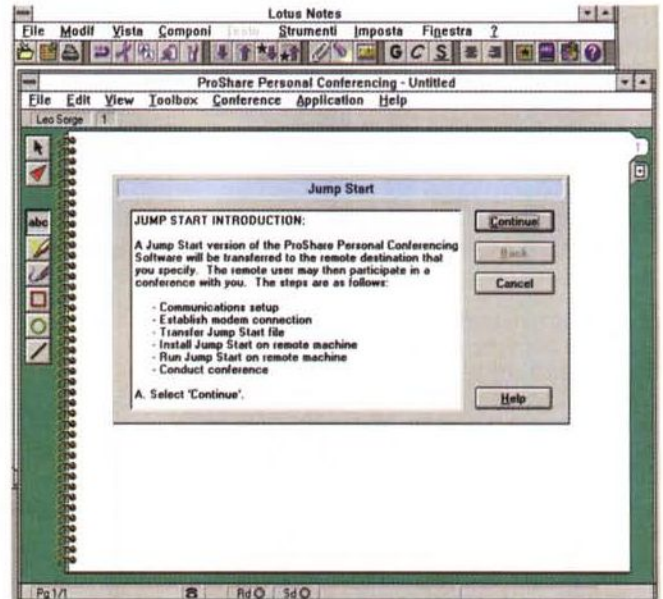 Lotus Notes
File Modif Vista Componi Testo Strumenti Imposta Finestra ?
G C S
ProShare Personal Conferencing - Untitled
File Edit View Toolbox Conference Application Help
Leo Sorge 1
1
Jump Start
abc
JUMP START INTRODUCTION:
A Jump Start version of the ProShare Personal Conferencing
Software will be transferred to the remote destination that
you specify. The remote user may then participate in a
conference with you. The steps are as follows:
- Communications setup
- Establish modem connection
- Transfer Jump Start file
- Install Jump Start on remote machine
- Run Jump Start on remote machine
- Conduct conference
A. Select 'Continue'.
Continue
Back
Cancel
Help
Pg 1/1 8 Rd Sd